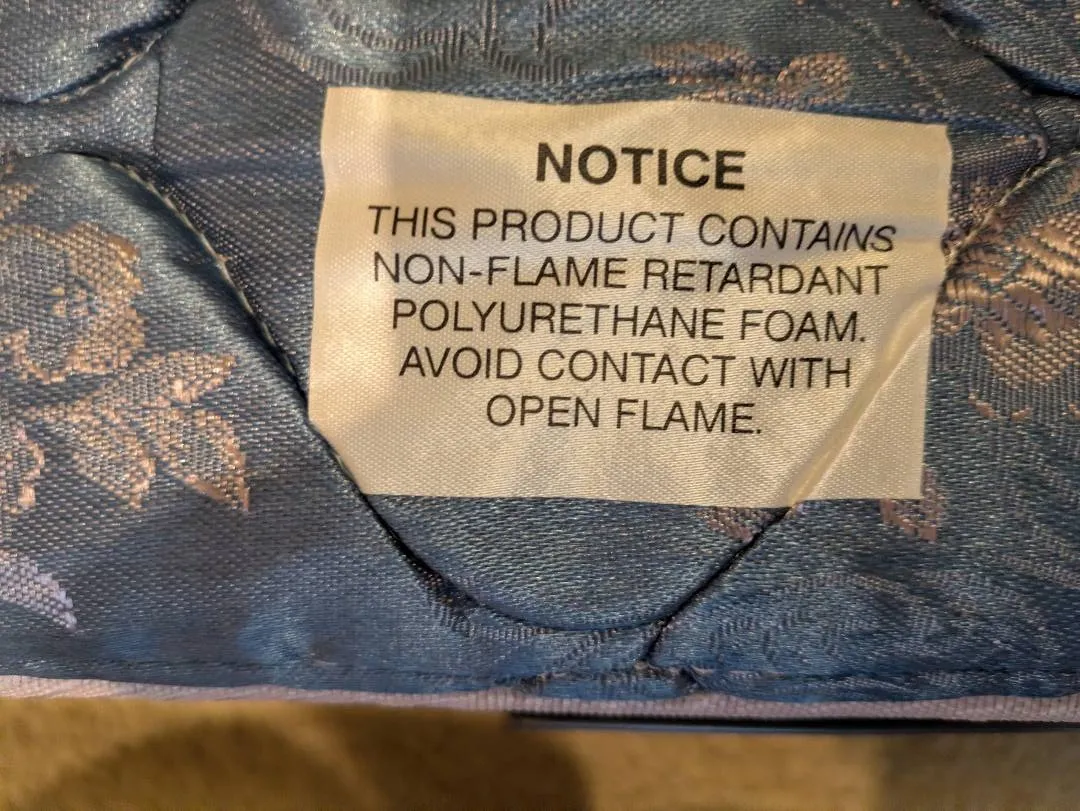 NOTICE
THIS PRODUCT CONTAINS
NON-FLAME RETARDANT
POLYURETHANE FOAM.
AVOID CONTACT WITH
OPEN FLAME.